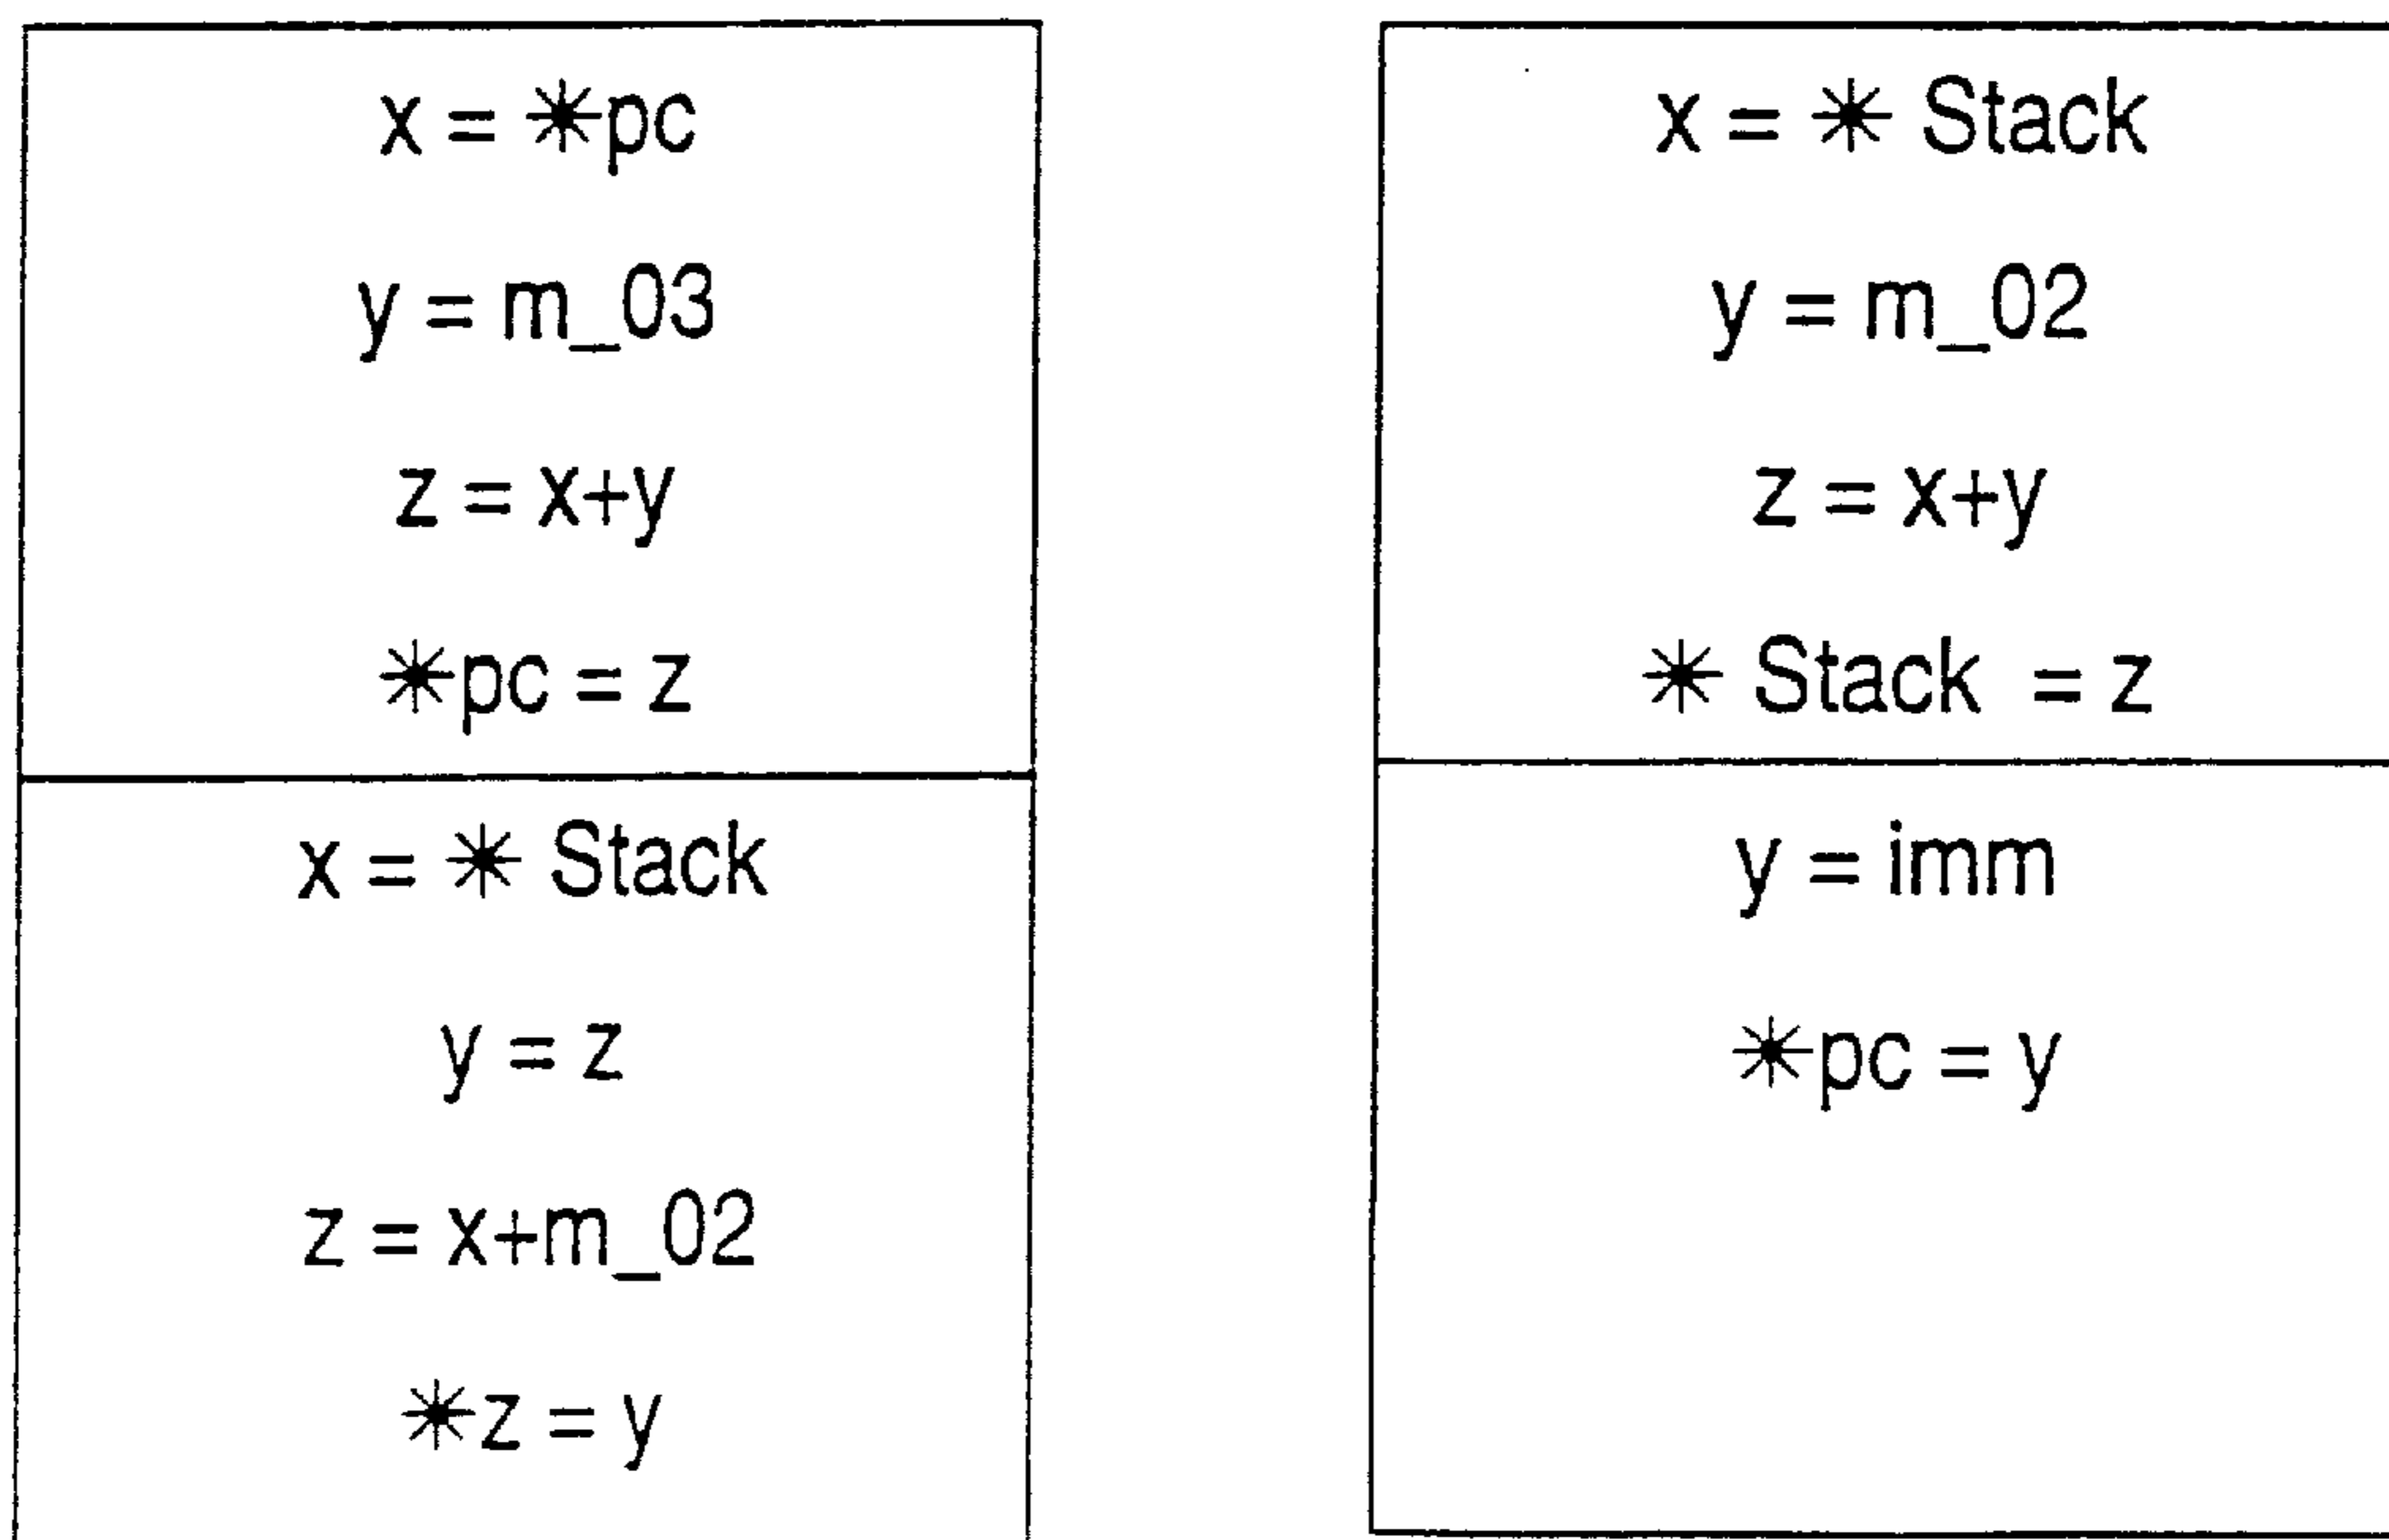 x = *pc
y = m_03
z = x+y
*pc = z
x = * Stack
y = z
z = x+m_02
*z = y
x = * Stack
y = m_02
z = x+y
* Stack = z
y = imm
*pc = y